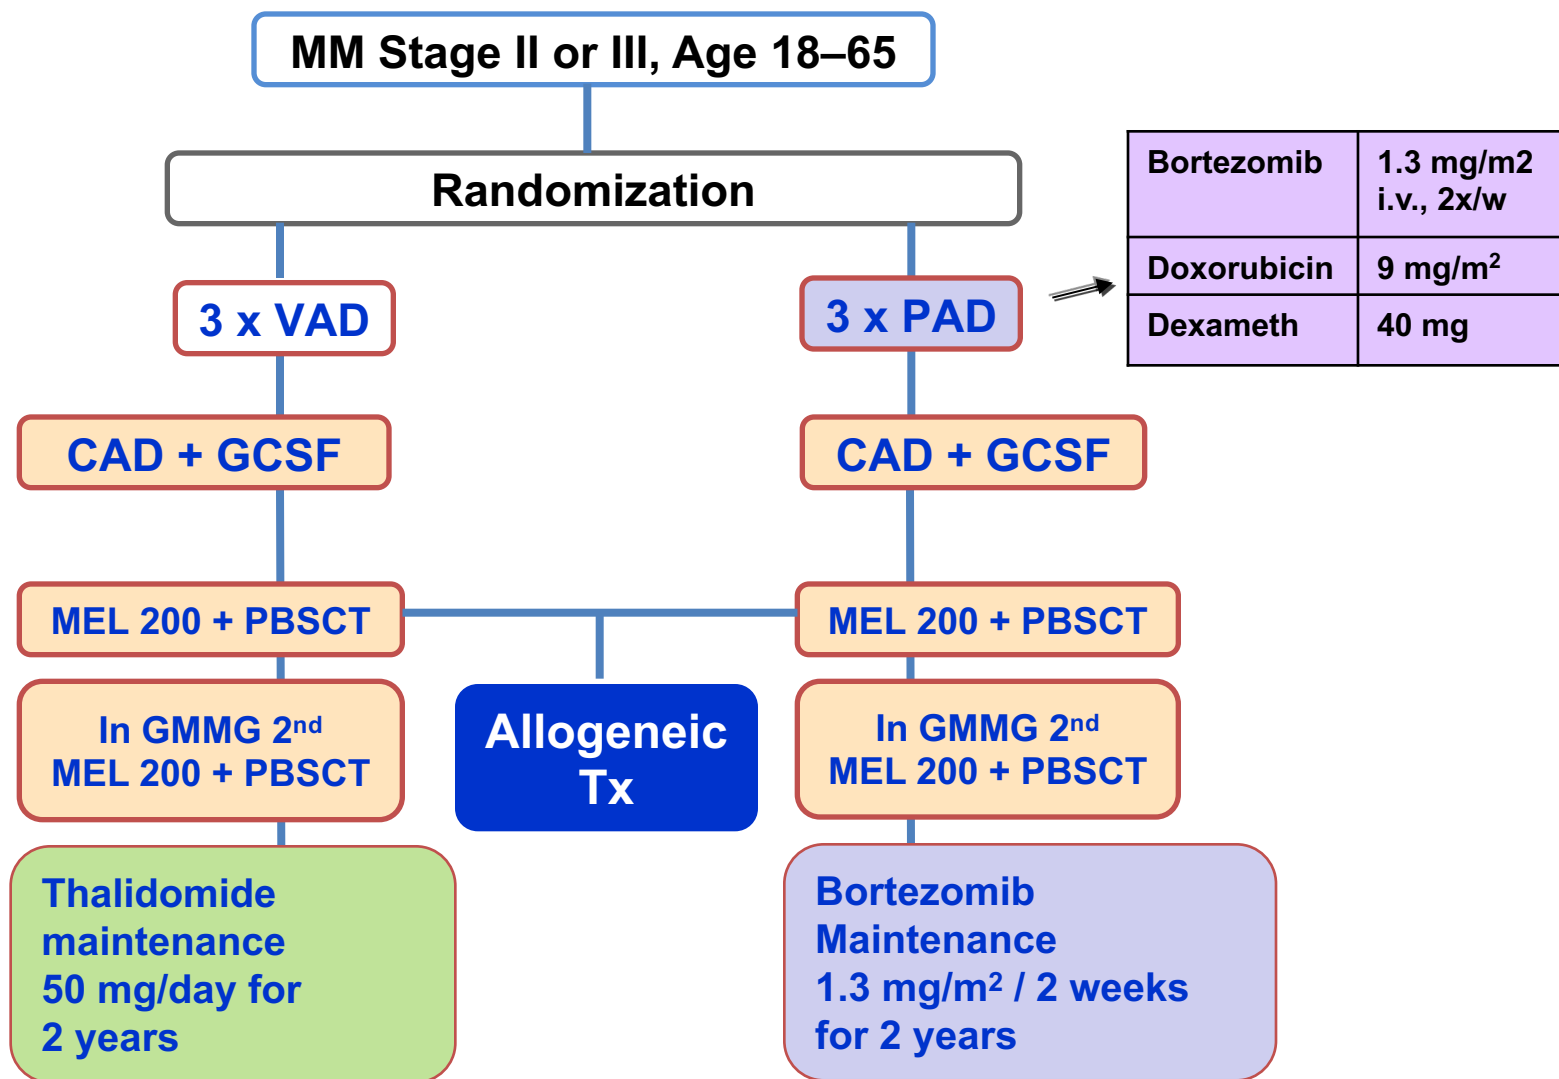 MM Stage II or III, Age 18–65
Randomization
3 x VAD
3 x PAD
Bortezomib 1.3 mg/m2
i.v., 2x/w
Doxorubicin 9 mg/m²
Dexameth 40 mg
CAD + GCSF
CAD + GCSF
MEL 200 + PBSCT
MEL 200 + PBSCT
In GMMG 2nd
MEL 200 + PBSCT
Allogeneic
Tx
In GMMG 2nd
MEL 200 + PBSCT
Thalidomide
maintenance
50 mg/day for
2 years
Bortezomib
Maintenance
1.3 mg/m² / 2 weeks
for 2 years